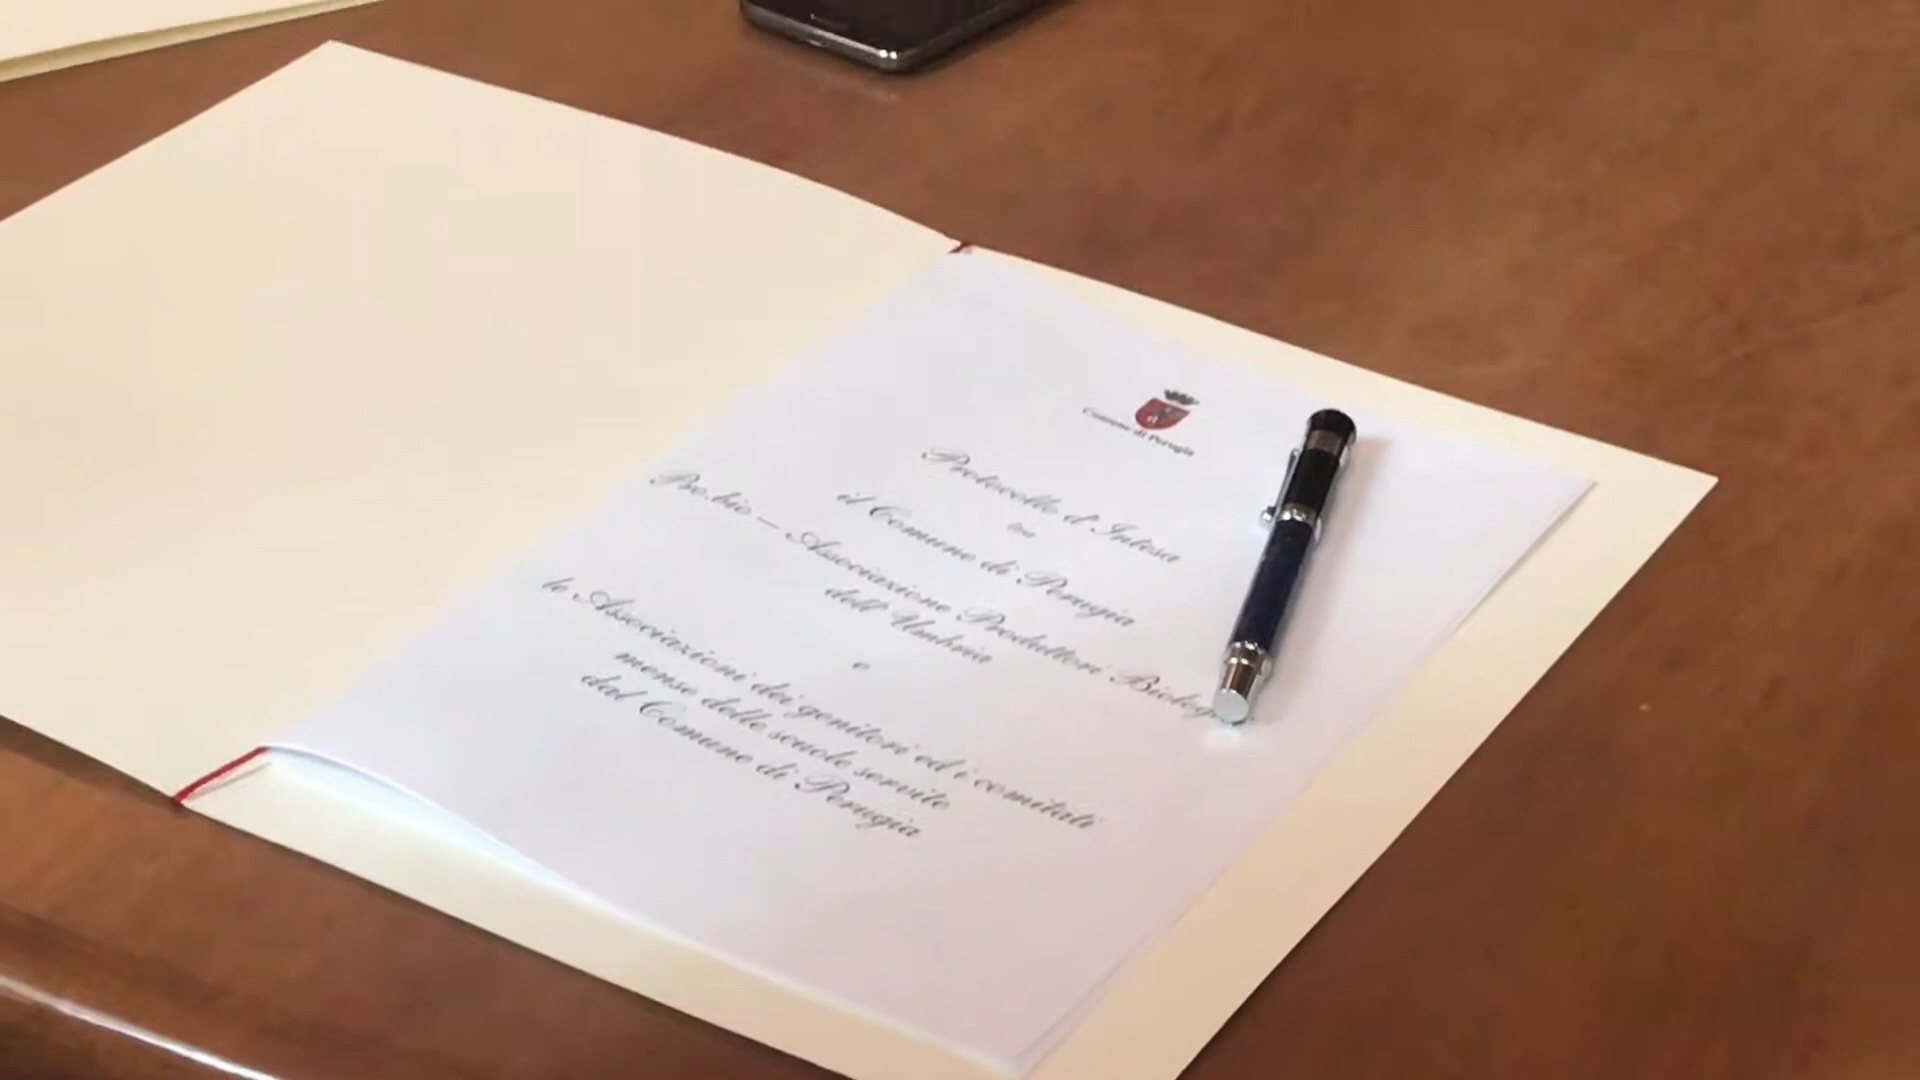 Comune di Perugia
Protocollo d'Intesa
tra
il Comune di Perugia
Pro.bio – Associazione Produttori Biolog
dell'Umbria
e
le Associazioni dei genitori ed i comitati
mense delle scuole servite
dal Comune di Perugia